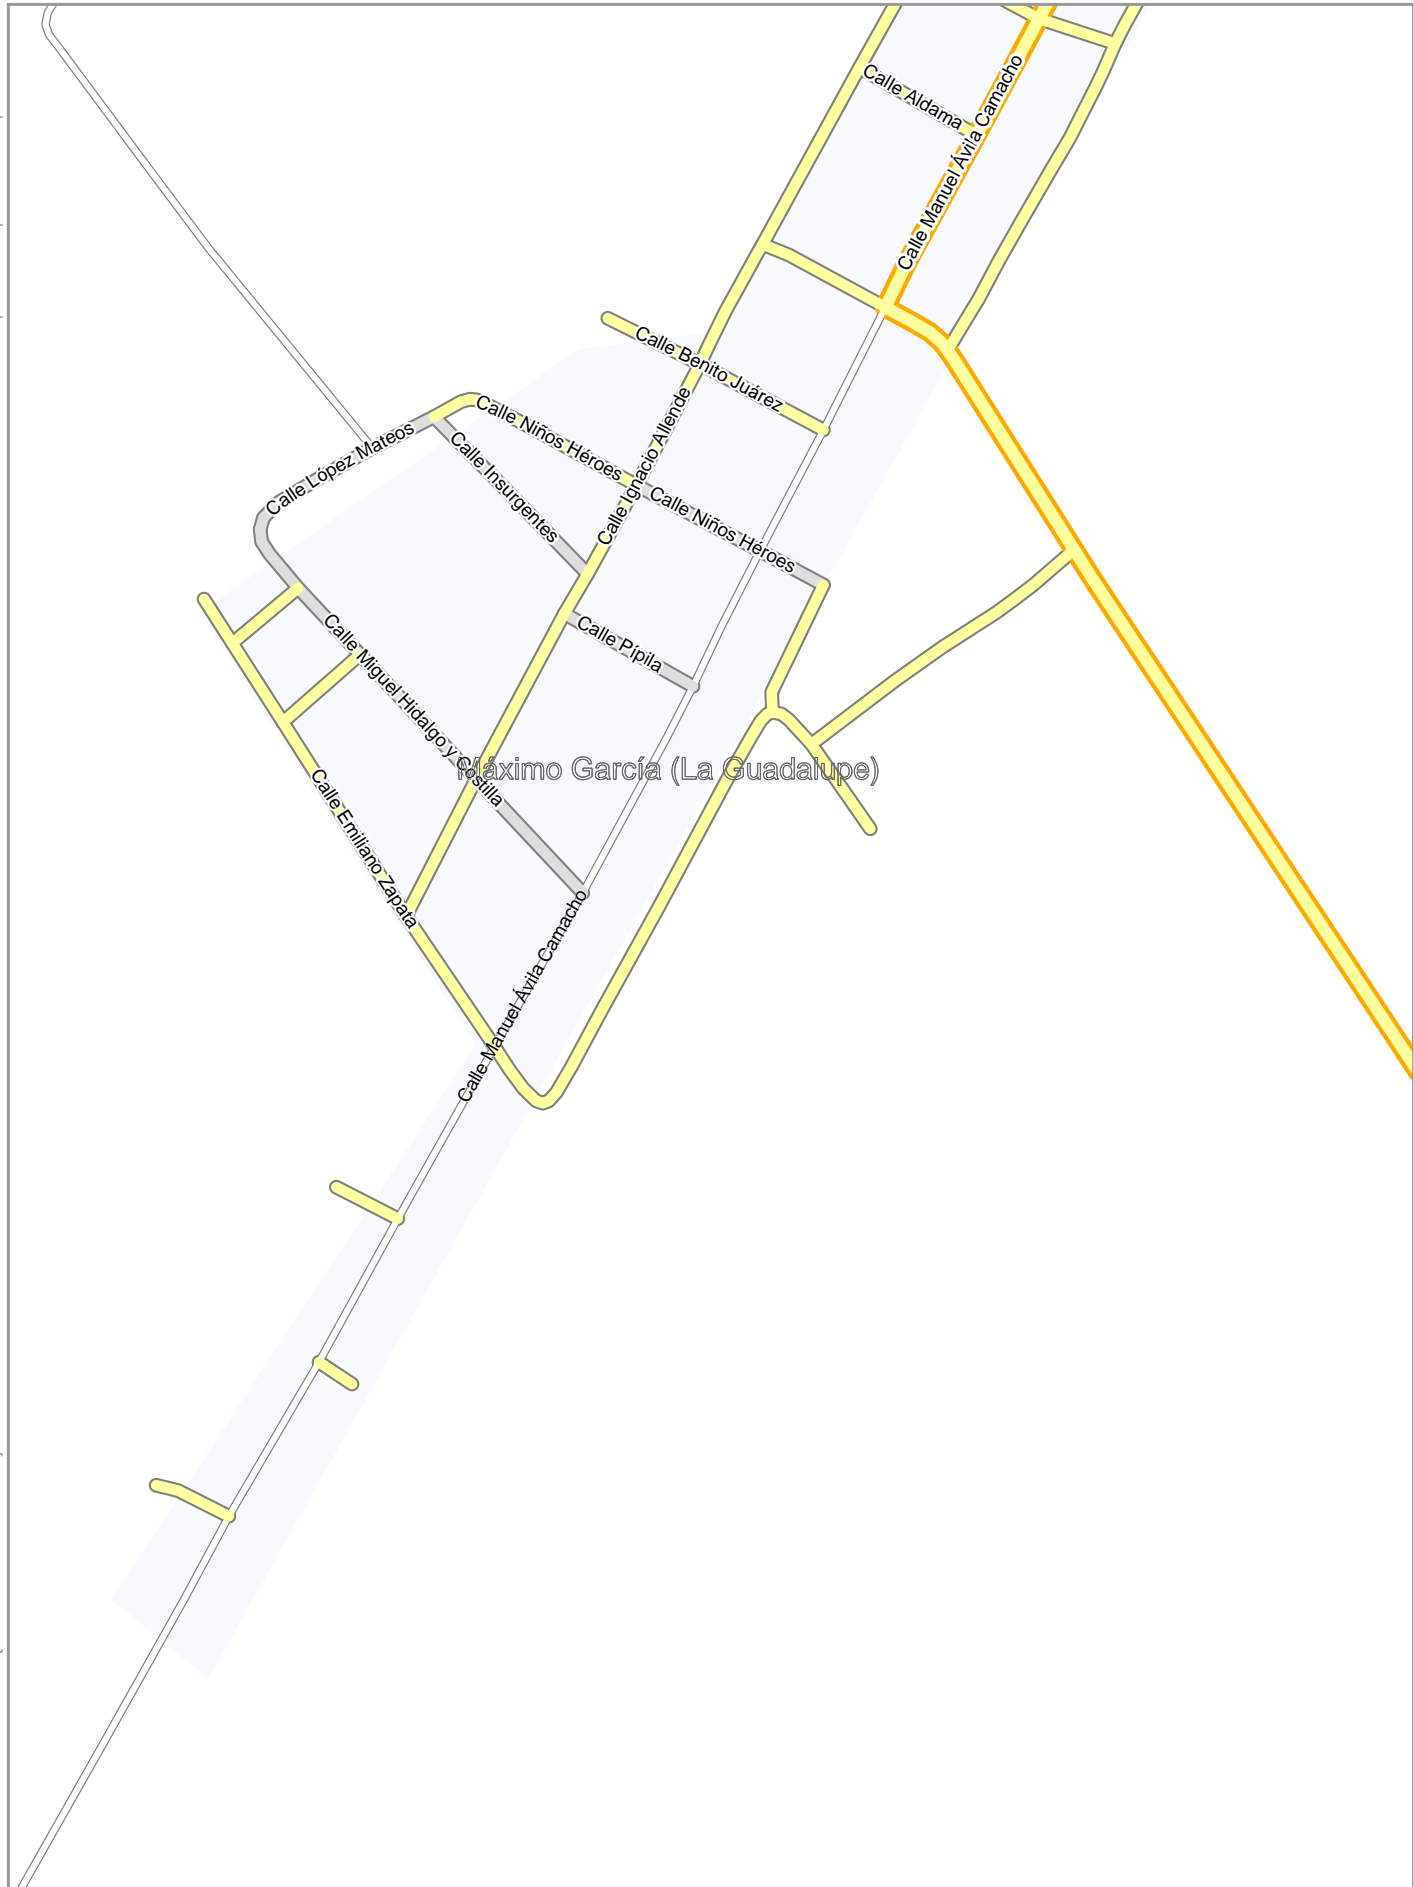 Calle Aldama
Calle Manuel Ávila Camacho
Calle Benito Juárez
Calle Ignacio Allende
Calle Niños Héroes
Calle López Mateos
Calle Insurgentes
Calle Niños Héroes
Calle Pípila
Calle Miguel Hidalgo y Costilla
Máximo García (La Guadalupe)
Calle Emiliano Zapata
Calle Manuel Ávila Camacho